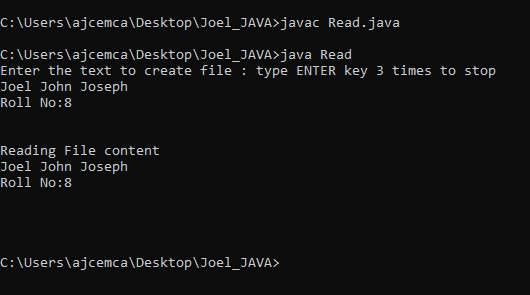 C:\Users\ajcemca\Desktop\Joel_JAVA>javac Read.java
C:\Users\ajcemca\Desktop\Joel_JAVA>java Read
Enter the text to create file : type ENTER key 3 times to stop
Joel John Joseph
Roll No:8
Reading File content
Joel John Joseph
Roll No:8
C:\Users\ajcemca\Desktop\Joel_JAVA>